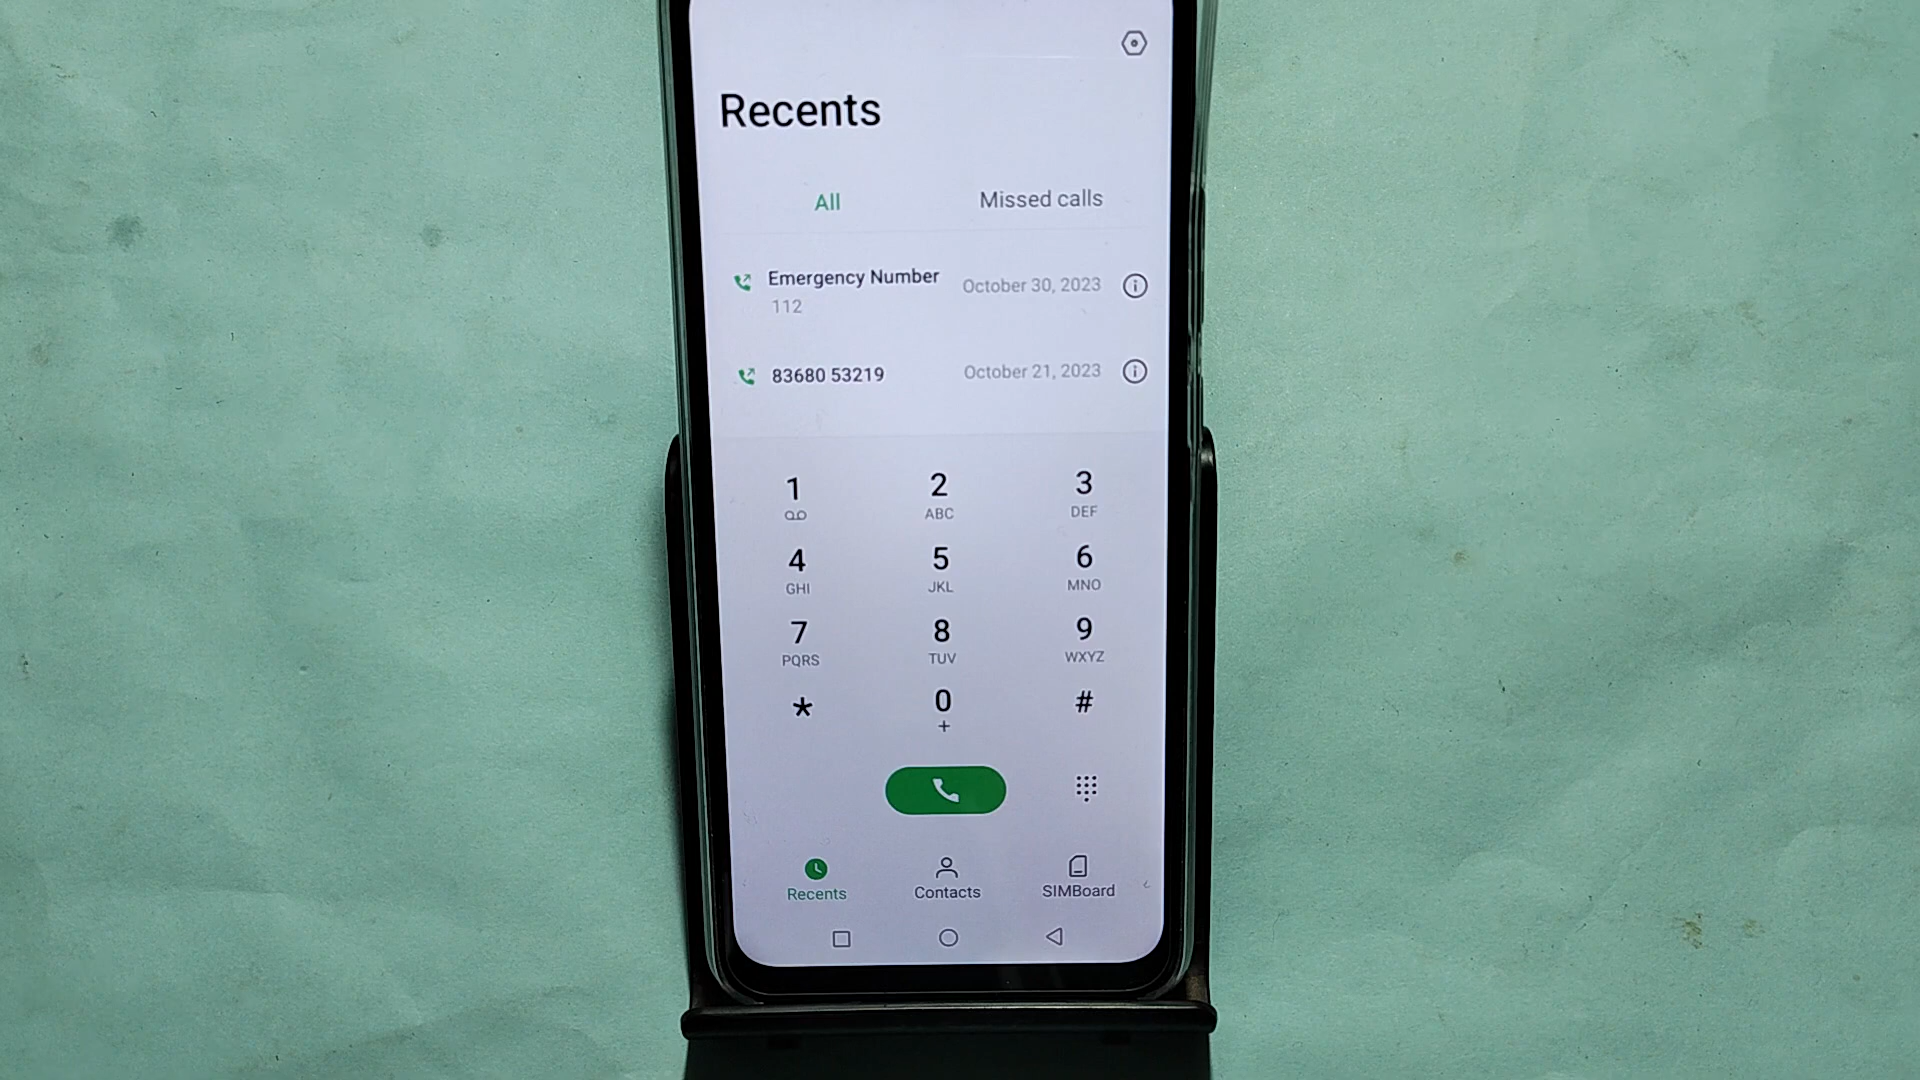 Recents
All Missed calls
Emergency Number October 30, 2023
112
83680 53219 October 21, 2023
1 2 3
ABC DEF
4 5 6
GHI JKL MNO
7 8 9
PQRS TUV WXYZ
* 0 #
+
Recents Contacts SIMBoard